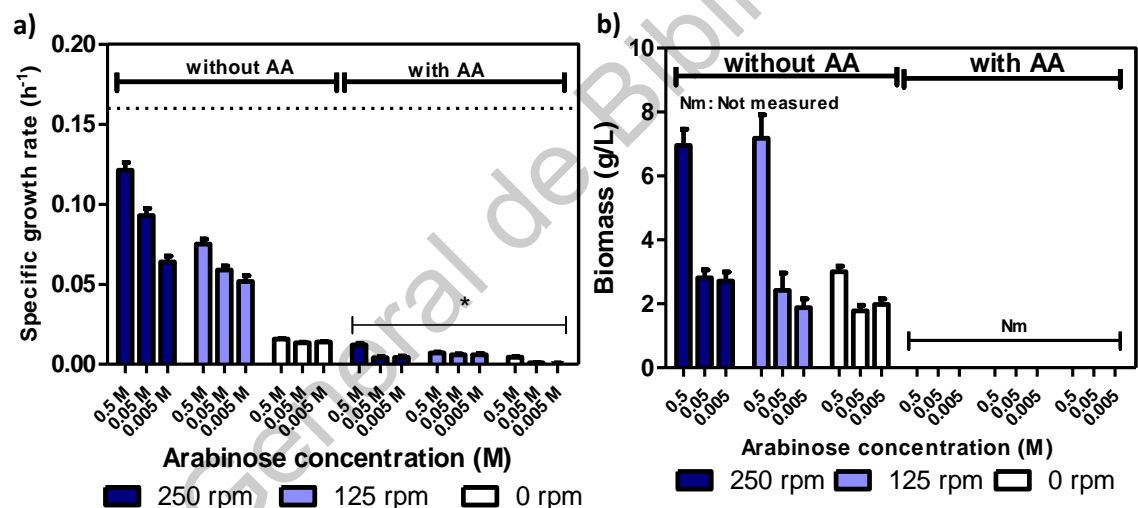 a)
0.20
0.15
0.10
0.05
0.00
Specific growth rate (h-1)
without AA
with AA
*
0.5 M
0.05 M
0.005 M
0.5 M
0.05 M
0.005 M
0.5 M
0.05 M
0.005 M
0.5 M
0.05 M
0.005 M
0.5 M
0.05 M
0.005 M
0.5 M
0.05 M
0.005 M
Arabinose concentration (M)
250 rpm 125 rpm 0 rpm
b)
10
8
6
4
2
0
Biomass (g/L)
without AA
with AA
Nm: Not measured
Nm
0.5
0.05
0.005
0.5
0.05
0.005
0.5
0.05
0.005
0.5
0.05
0.005
0.5
0.05
0.005
0.5
0.05
0.005
Arabinose concentration (M)
250 rpm 125 rpm 0 rpm
General de Bibli